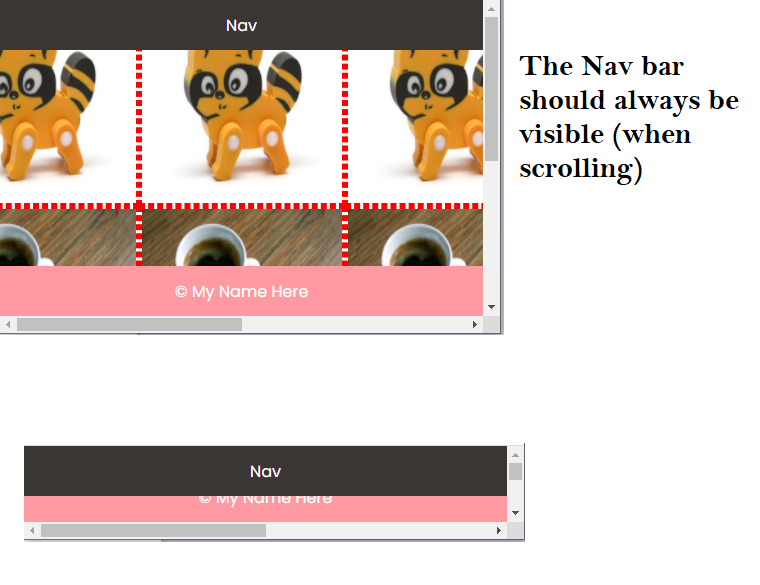 Nav
The Nav bar
should always be
visible (when
scrolling)
© My Name Here
Nav
© My Name Here